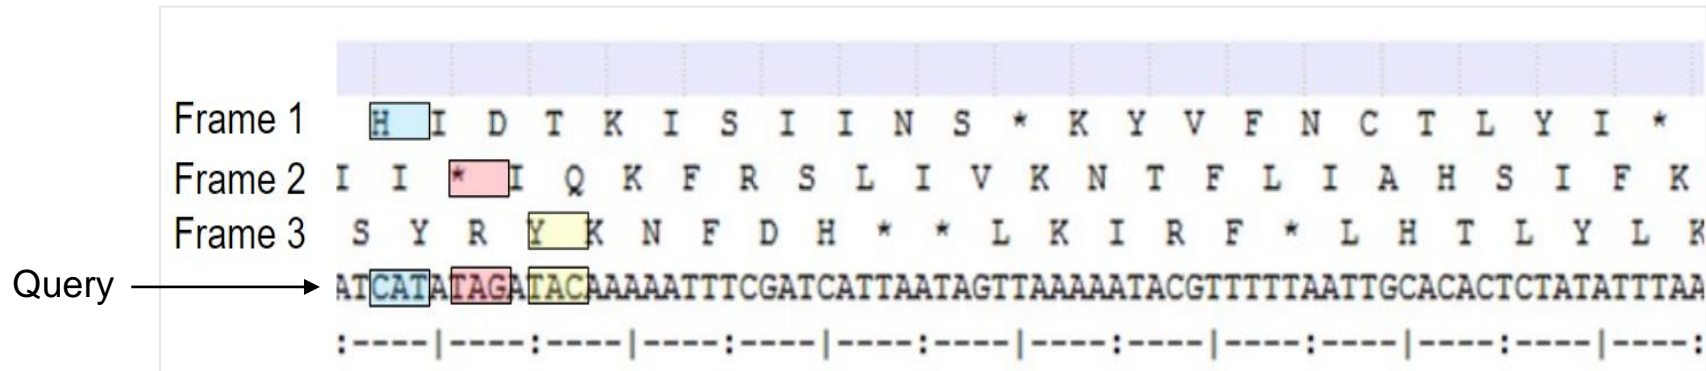 Frame 1 H I D T K I S I I N S * K Y V F N C T L Y I *
Frame 2 I I * I Q K F R S L I V K N T F L I A H S I F K
Frame 3 S Y R Y K N F D H * * L K I R F * L H T L Y L K
Query ATCATATAGATACAAAAATTTCGATCATTAATAGTTAAAAATACGTTTTTAATTGCACACTCTATATTTAA
:----|----:----|----:----|----:----|----:----|----:----|----:----|----: